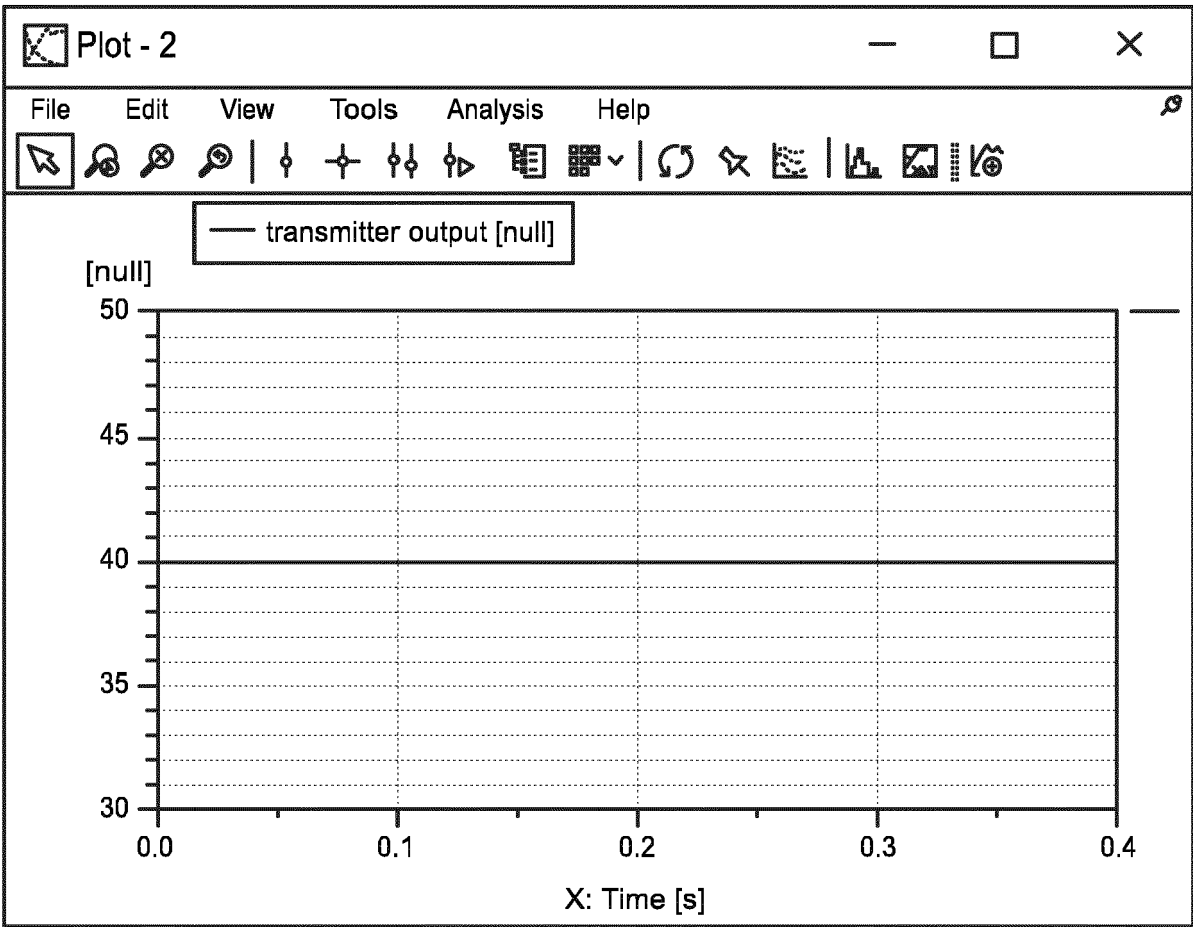 Plot - 2
File Edit View Tools Analysis Help
transmitter output [null]
[null]
50
45
40
35
30
0.0 0.1 0.2 0.3 0.4
X: Time [s]